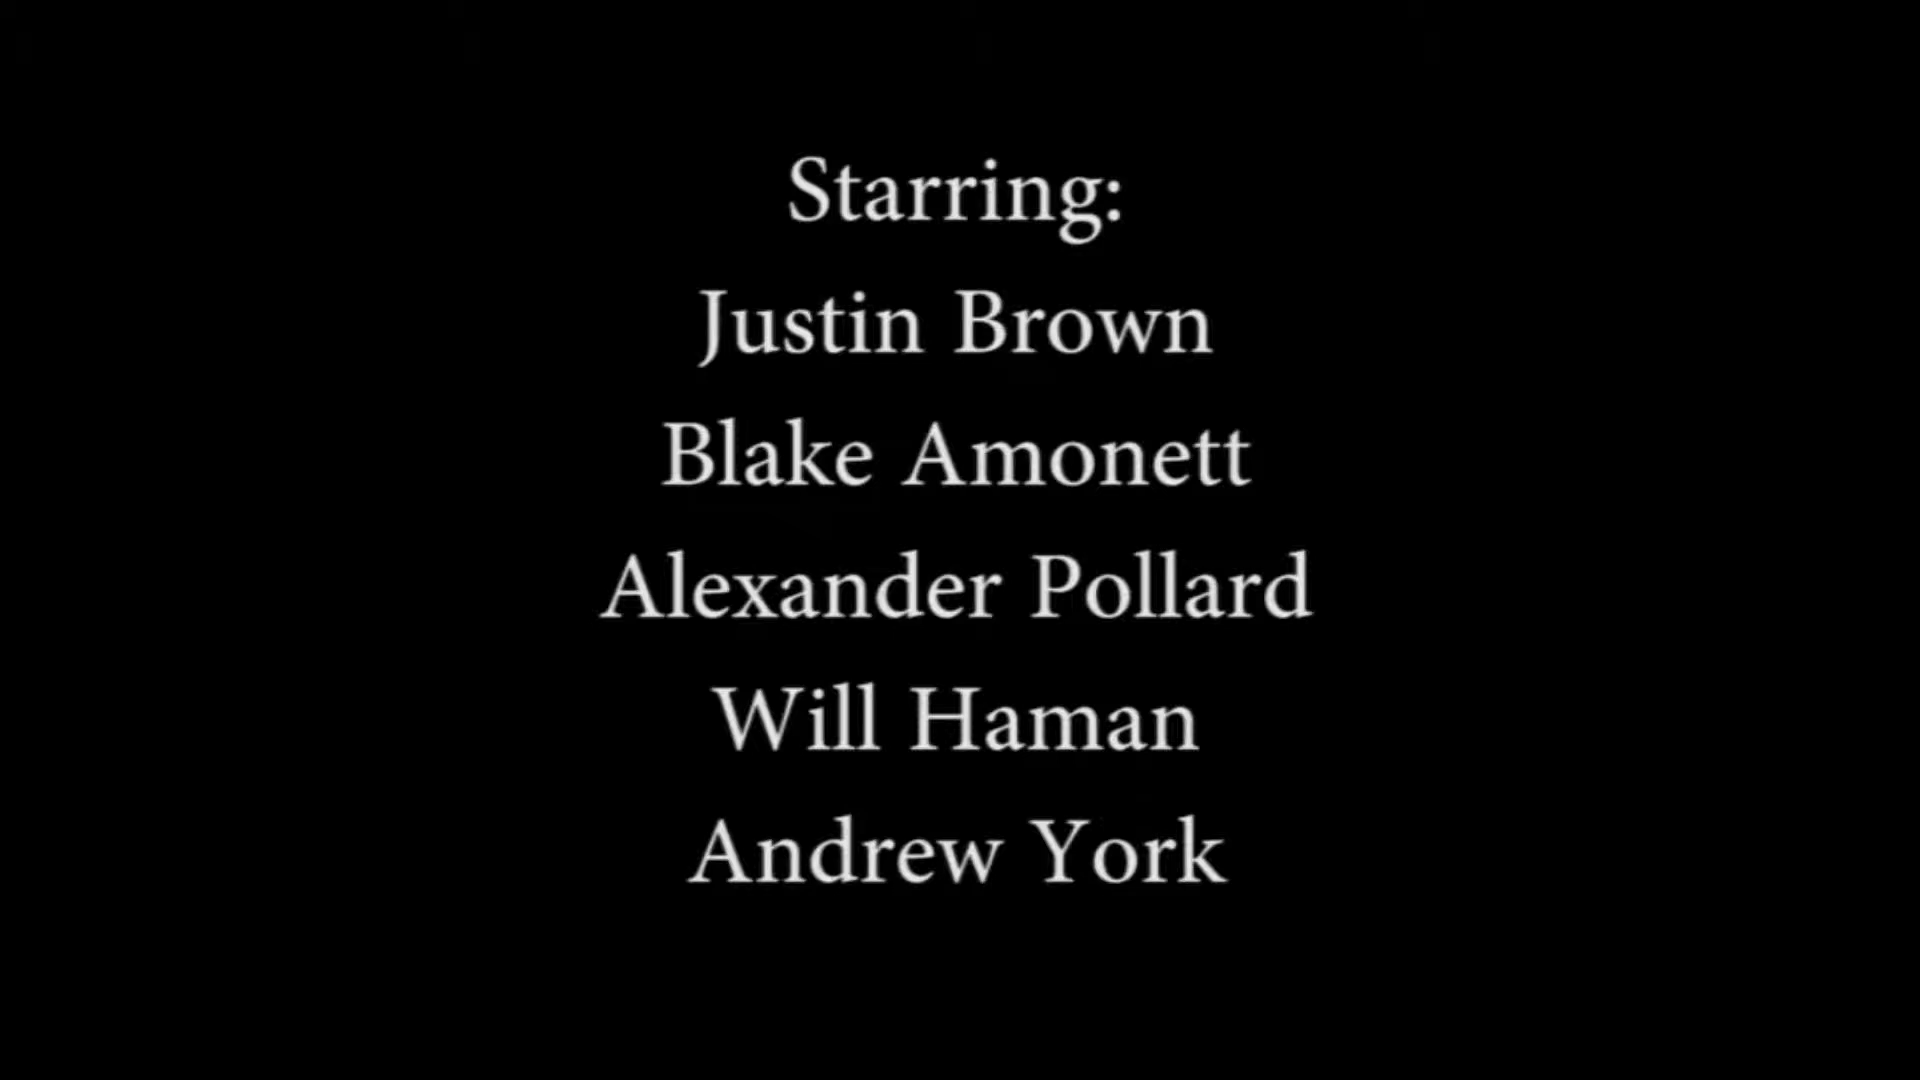 Starring:
Justin Brown
Blake Amonett
Alexander Pollard
Will Haman
Andrew York